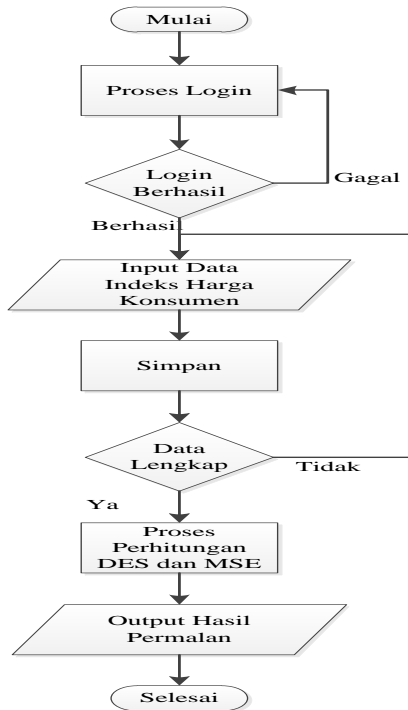 Mulai
Proses Login
Login
Berhasil
Gagal
Berhasil
Input Data
Indeks Harga
Konsumen
Simpan
Data
Lengkap
Tidak
Ya
Proses
Perhitungan
DES dan MSE
Output Hasil
Permalan
Selesai